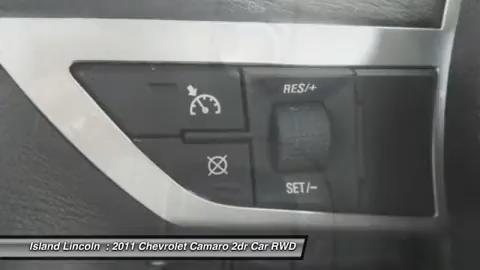 RES/+
SET/-
Island Lincoln : 2011 Chevrolet Camaro 2dr Car RWD